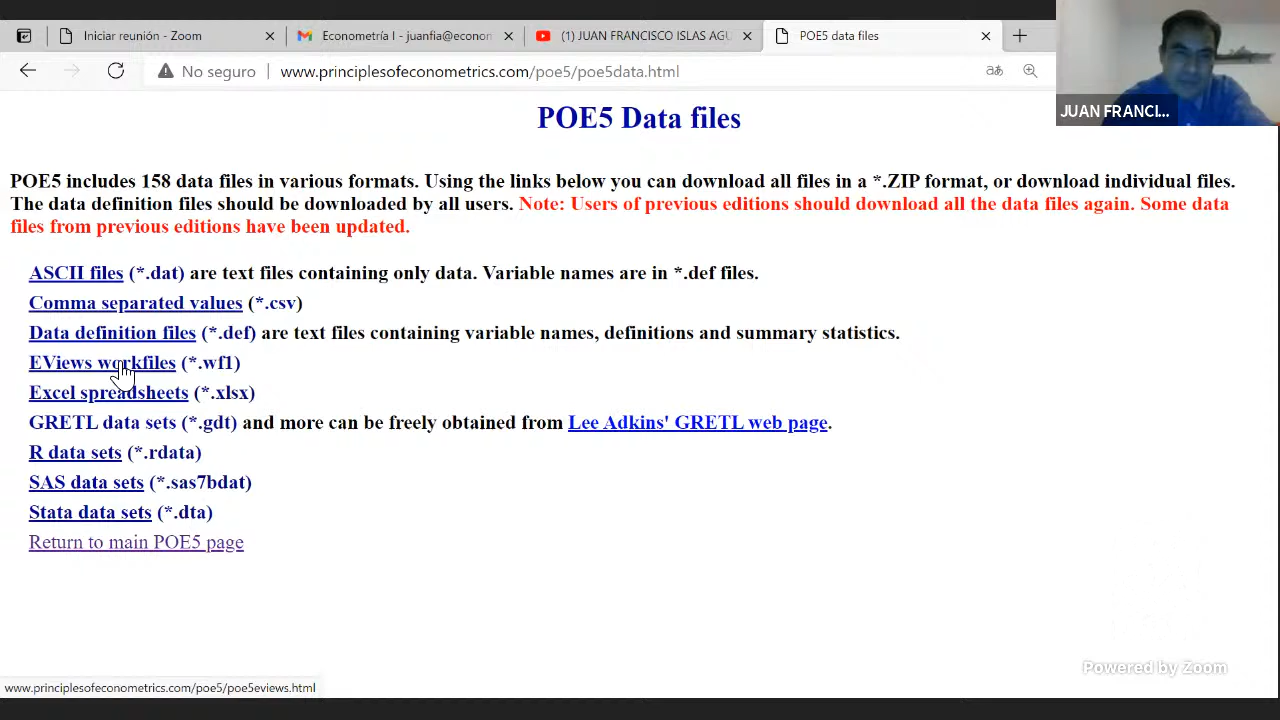 Iniciar reunión - Zoom
Econometría I - juanfia@econon
(1) JUAN FRANCISCO ISLAS AGU
POE5 data files
No seguro
www.principlesofeconometrics.com/poe5/poe5data.html
JUAN FRANCI...
POE5 Data files
POE5 includes 158 data files in various formats. Using the links below you can download all files in a *.ZIP format, or download individual files.
The data definition files should be downloaded by all users. Note: Users of previous editions should download all the data files again. Some data
files from previous editions have been updated.
ASCII files (*.dat) are text files containing only data. Variable names are in *.def files.
Comma separated values (*.csv)
Data definition files (*.def) are text files containing variable names, definitions and summary statistics.
EViews workfiles (*.wf1)
Excel spreadsheets (*.xlsx)
GRETL data sets (*.gdt) and more can be freely obtained from Lee Adkins' GRETL web page.
R data sets (*.rdata)
SAS data sets (*.sas7bdat)
Stata data sets (*.dta)
Return to main POE5 page
Powered by Zoom
www.principlesofeconometrics.com/poe5/poe5eviews.html